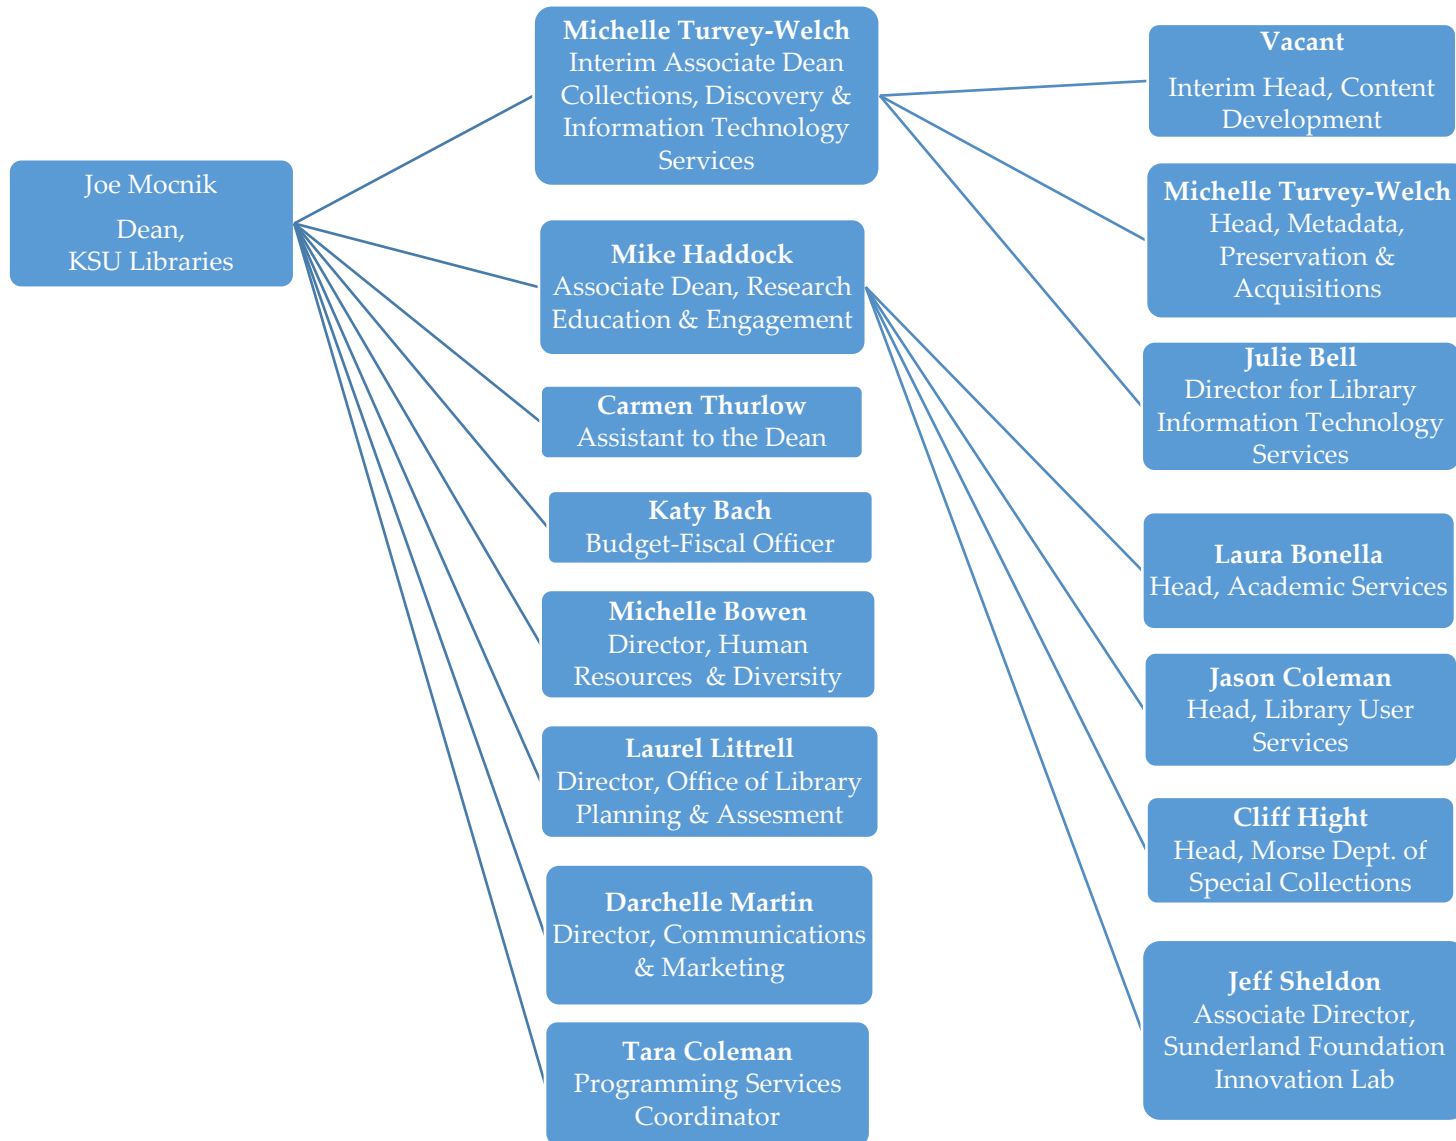 Joe Mocnik
Dean,
KSU Libraries
Michelle Turvey-Welch
Interim Associate Dean
Collections, Discovery &
Information Technology
Services
Mike Haddock
Associate Dean, Research
Education & Engagement
Carmen Thurlow
Assistant to the Dean
Katy Bach
Budget-Fiscal Officer
Michelle Bowen
Director, Human
Resources & Diversity
Laurel Littrell
Director, Office of Library
Planning & Assesment
Darchelle Martin
Director, Communications
& Marketing
Tara Coleman
Programming Services
Coordinator
Vacant
Interim Head, Content
Development
Michelle Turvey-Welch
Head, Metadata,
Preservation &
Acquisitions
Julie Bell
Director for Library
Information Technology
Services
Laura Bonella
Head, Academic Services
Jason Coleman
Head, Library User
Services
Cliff Hight
Head, Morse Dept. of
Special Collections
Jeff Sheldon
Associate Director,
Sunderland Foundation
Innovation Lab